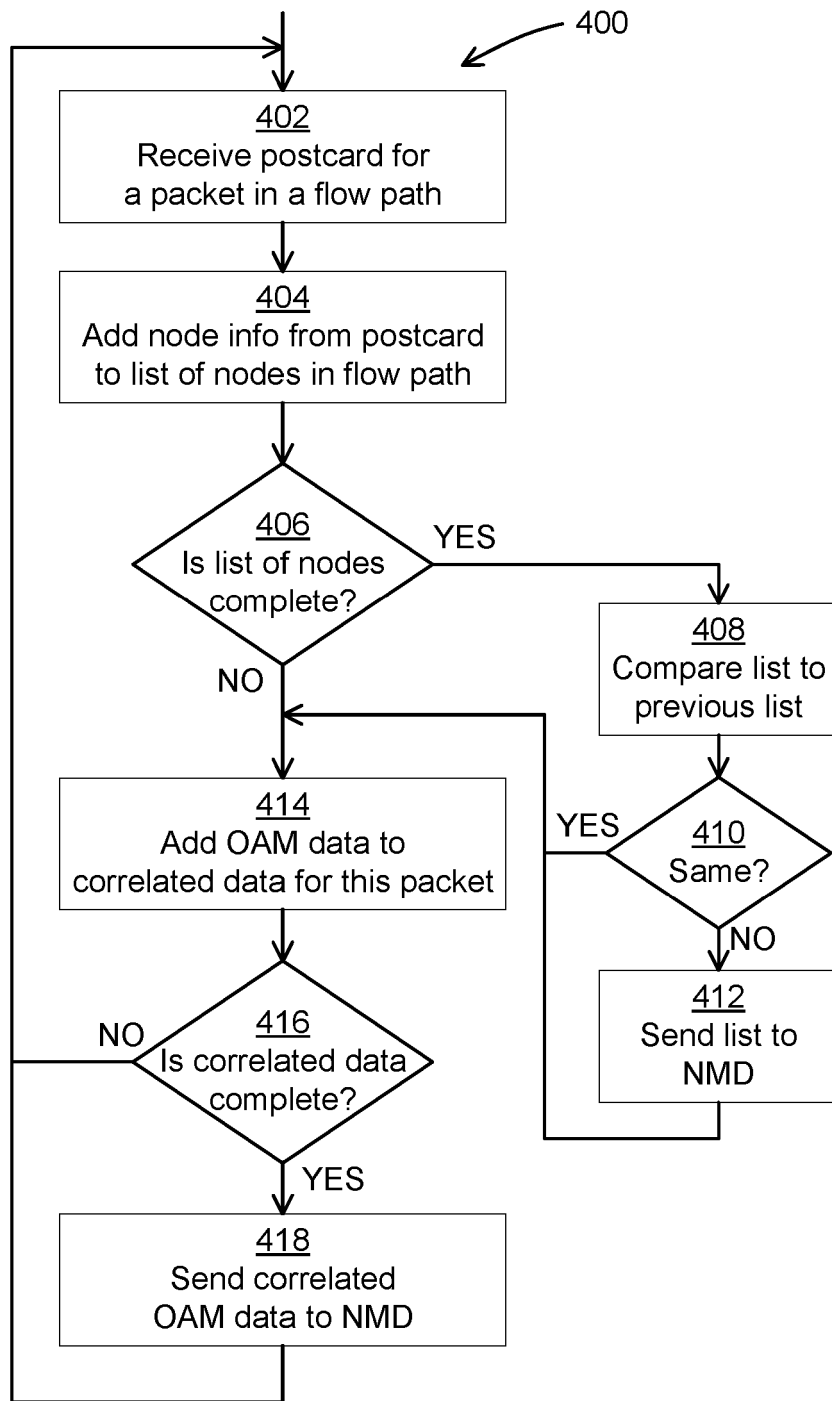 400
402
Receive postcard for
a packet in a flow path
404
Add node info from postcard
to list of nodes in flow path
406
Is list of nodes
complete?
YES
NO
408
Compare list to
previous list
410
Same?
YES
NO
412
Send list to
NMD
414
Add OAM data to
correlated data for this packet
416
Is correlated data
complete?
NO
YES
418
Send correlated
OAM data to NMD